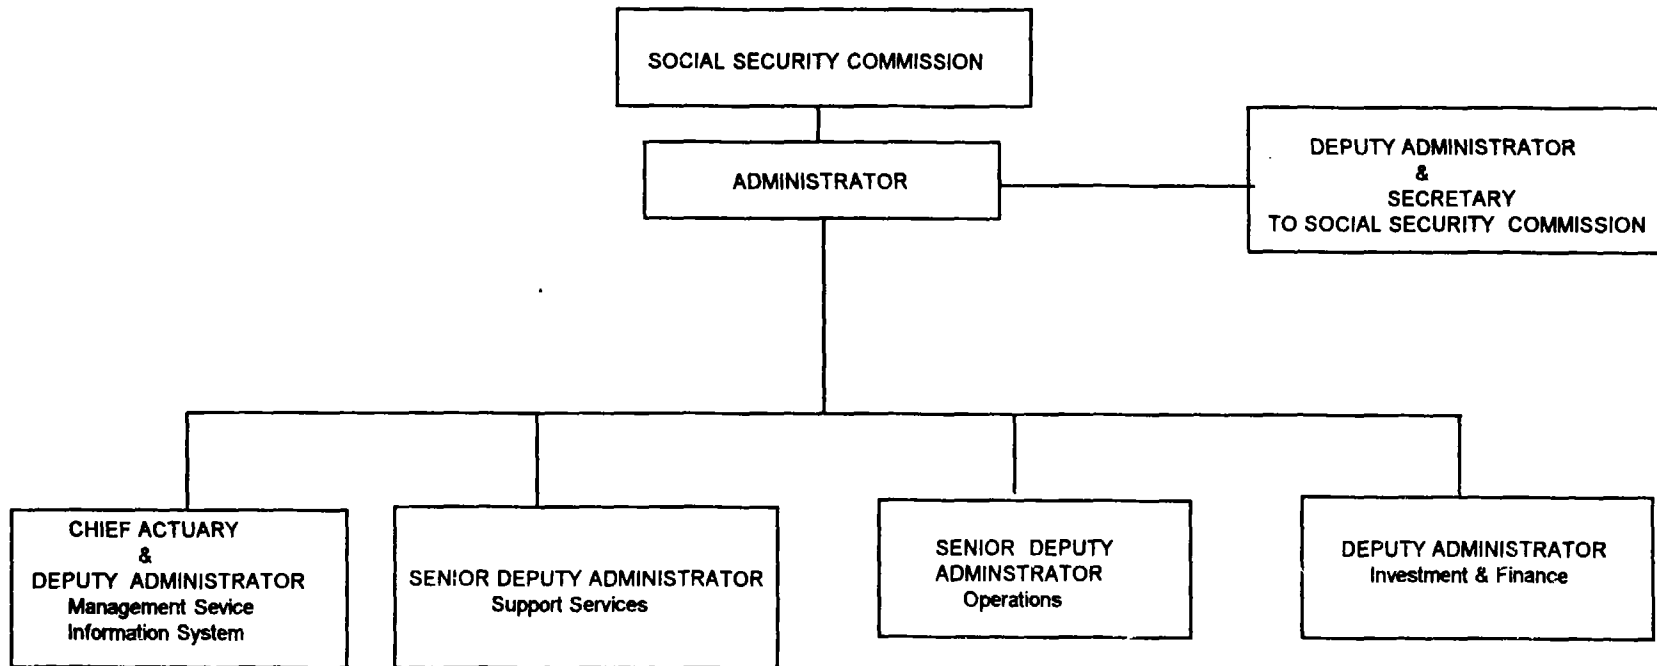 SOCIAL SECURITY COMMISSION
ADMINISTRATOR
DEPUTY ADMINISTRATOR
&
SECRETARY
TO SOCIAL SECURITY COMMISSION
CHIEF ACTUARY
&
DEPUTY ADMINISTRATOR
Management Sevice
Information System
SENIOR DEPUTY ADMINISTRATOR
Support Services
SENIOR DEPUTY
ADMINSTRATOR
Operations
DEPUTY ADMINISTRATOR
Investment & Finance